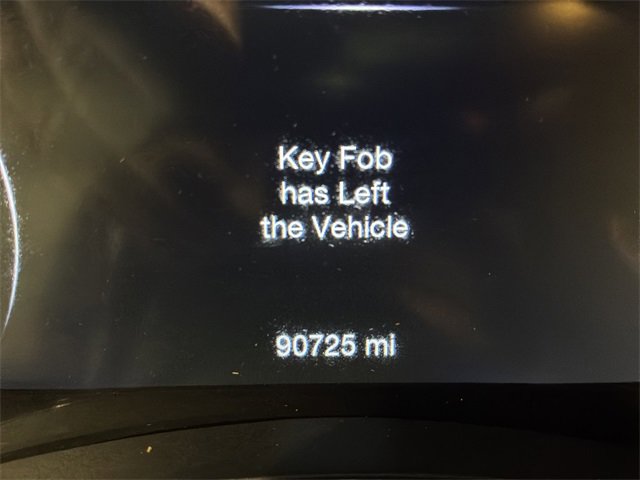 Key Fob
has Left
the Vehicle
90725 mi